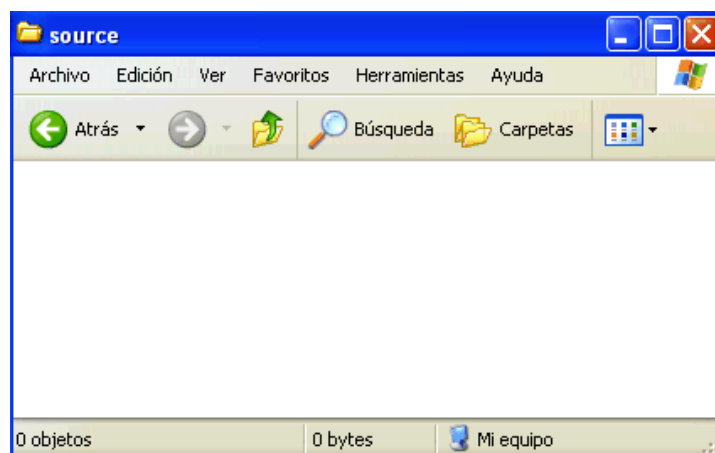 source
Archivo Edición Ver Favoritos Herramientas Ayuda
Atrás Búsqueda Carpetas
0 objetos 0 bytes Mi equipo